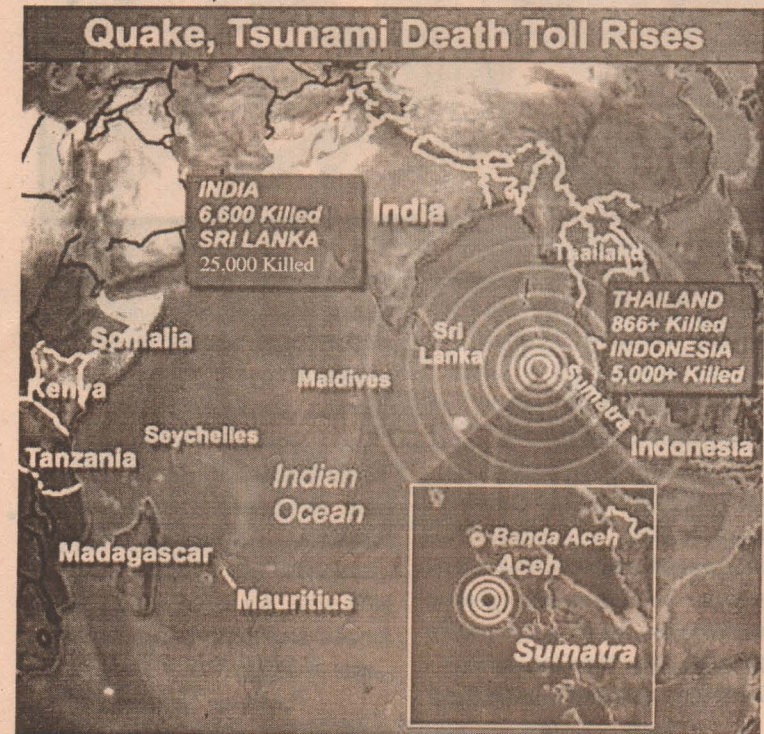 Quake, Tsunami Death Toll Rises
INDIA
6,600 Killed
SRI LANKA
25,000 Killed
India
Thailand
THAILAND
866+ Killed
INDONESIA
5,000+ Killed
Somalia
Sri
Lanka
Kenya
Maldives
Sumatra
Seychelles
Tanzania
Indonesia
Indian
Ocean
Banda Aceh
Aceh
Madagascar
Mauritius
Sumatra